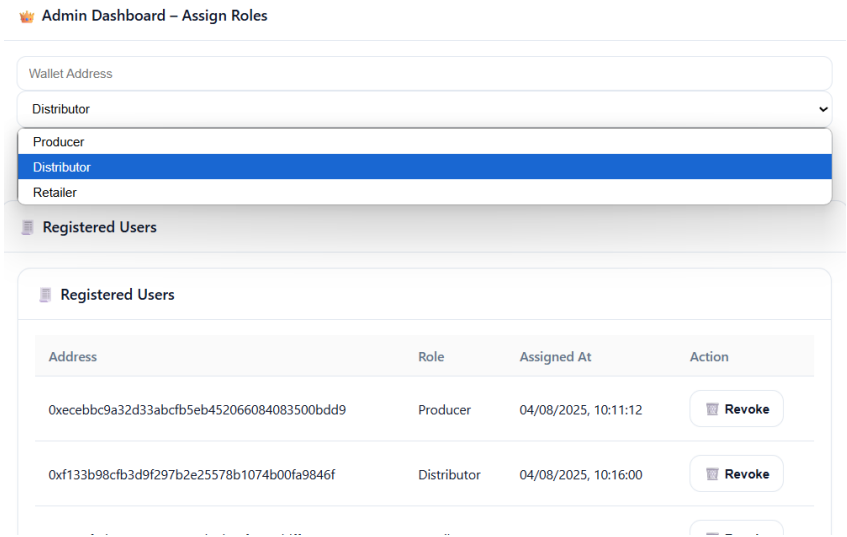 Admin Dashboard – Assign Roles
Wallet Address
Distributor
Producer
Distributor
Retailer
Registered Users
Registered Users
Address Role Assigned At Action
0xecebbc9a32d33abcfb5eb452066084083500bdd9 Producer 04/08/2025, 10:11:12 Revoke
0xf133b98cfb3d9f297b2e25578b1074b00fa9846f Distributor 04/08/2025, 10:16:00 Revoke